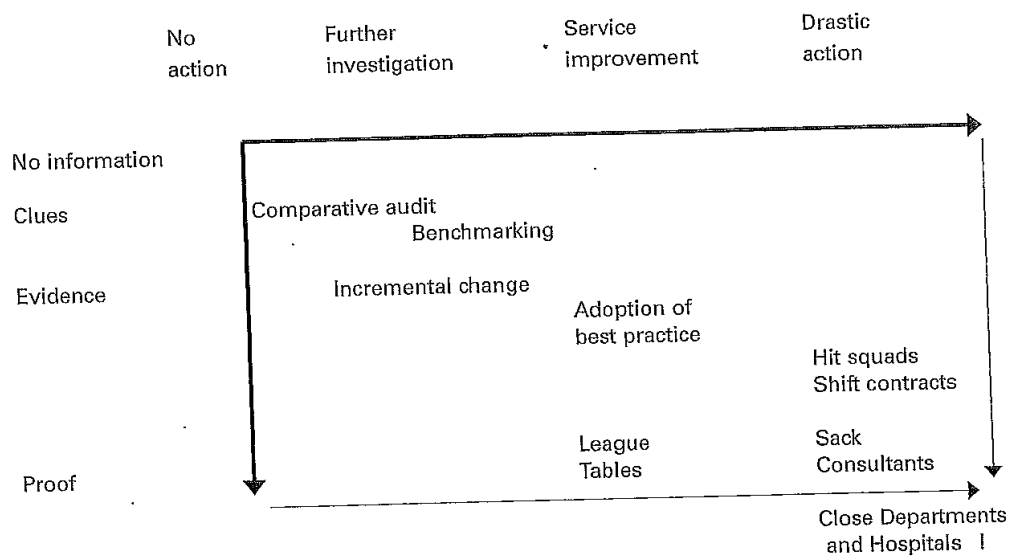 No action
Further investigation
Service improvement
Drastic action
No information
Clues
Comparative audit
Benchmarking
Evidence
Incremental change
Adoption of
best practice
Hit squads
Shift contracts
League
Tables
Sack
Consultants
Proof
Close Departments
and Hospitals !